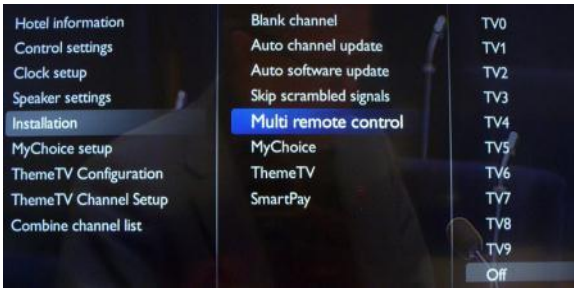 Hotel information
Control settings
Clock setup
Speaker settings
Installation
MyChoice setup
ThemeTV Configuration
ThemeTV Channel Setup
Combine channel list
Blank channel
Auto channel update
Auto software update
Skip scrambled signals
Multi remote control
MyChoice
ThemeTV
SmartPay
TV0
TV1
TV2
TV3
TV4
TV5
TV6
TV7
TV8
TV9
Off